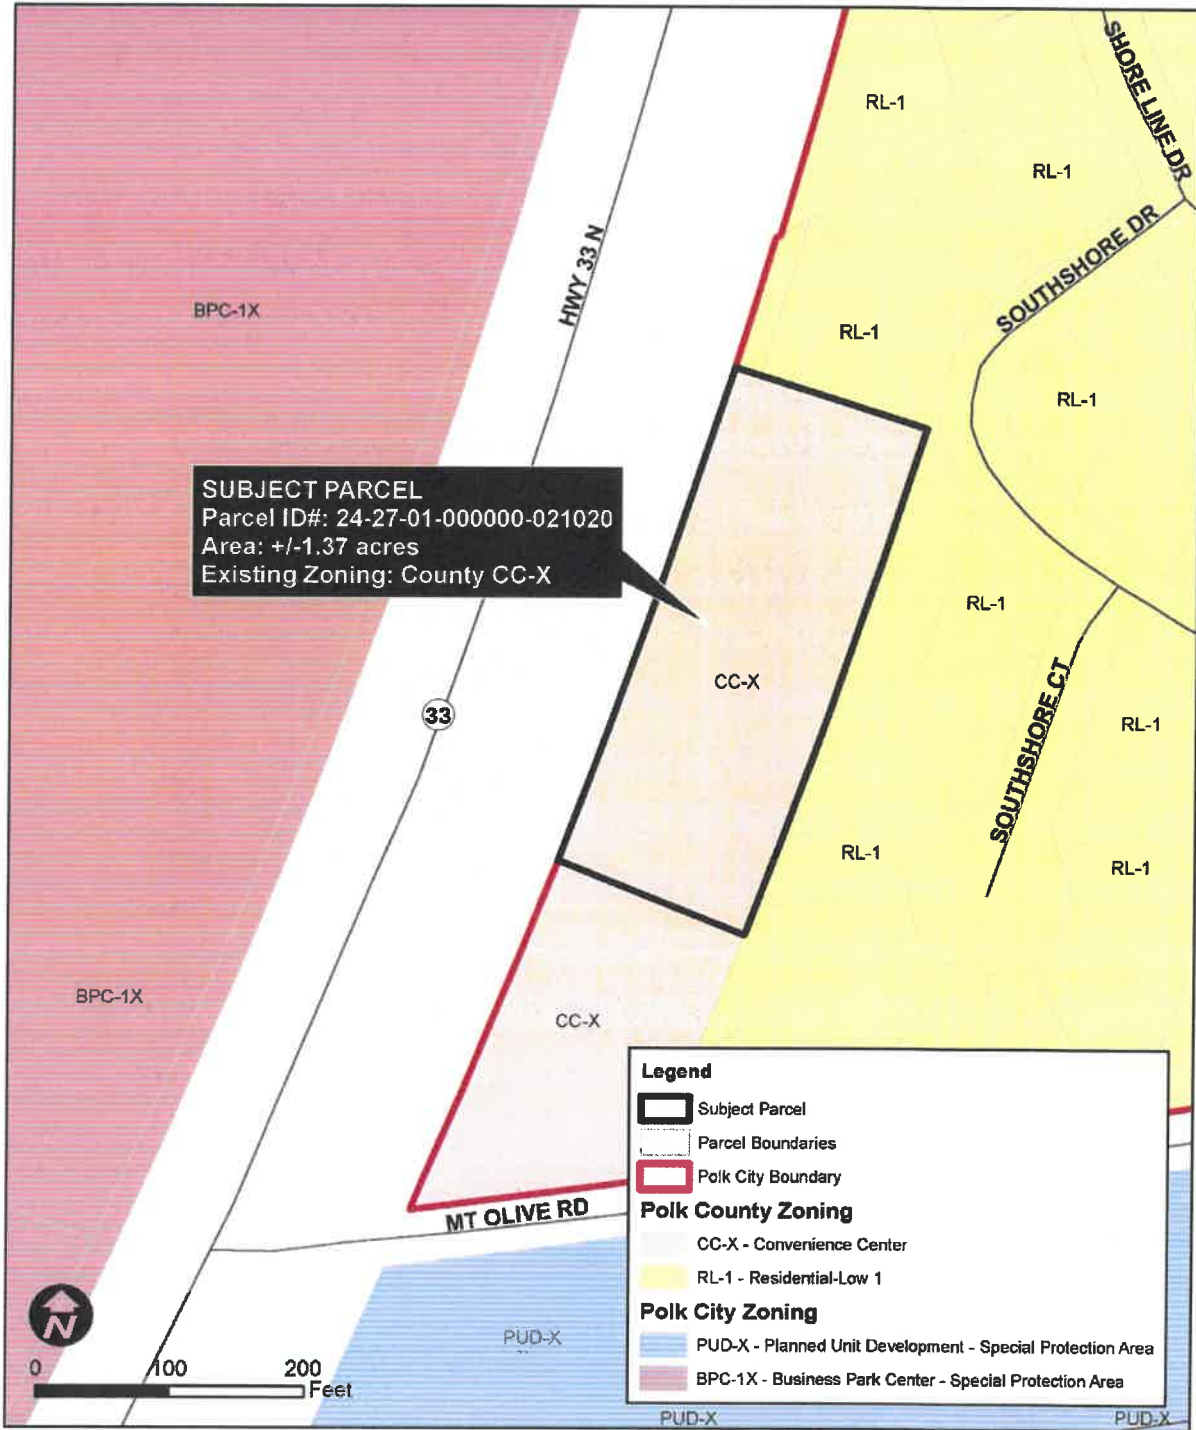 SHORE LINE DR
RL-1
RL-1
SOUTHSHORE DR
HWY 33 N
BPC-1X
RL-1
RL-1
SUBJECT PARCEL
Parcel ID#: 24-27-01-000000-021020
Area: +/-1.37 acres
Existing Zoning: County CC-X
RL-1
CC-X
33
SOUTHSHORE CT
RL-1
RL-1
RL-1
BPC-1X
CC-X
MT OLIVE RD
Legend
Subject Parcel
Parcel Boundaries
Polk City Boundary
Polk County Zoning
CC-X - Convenience Center
RL-1 - Residential-Low 1
Polk City Zoning
PUD-X - Planned Unit Development - Special Protection Area
BPC-1X - Business Park Center - Special Protection Area
N
0 100 200
Feet
PUD-X
PUD-X
PUD-X